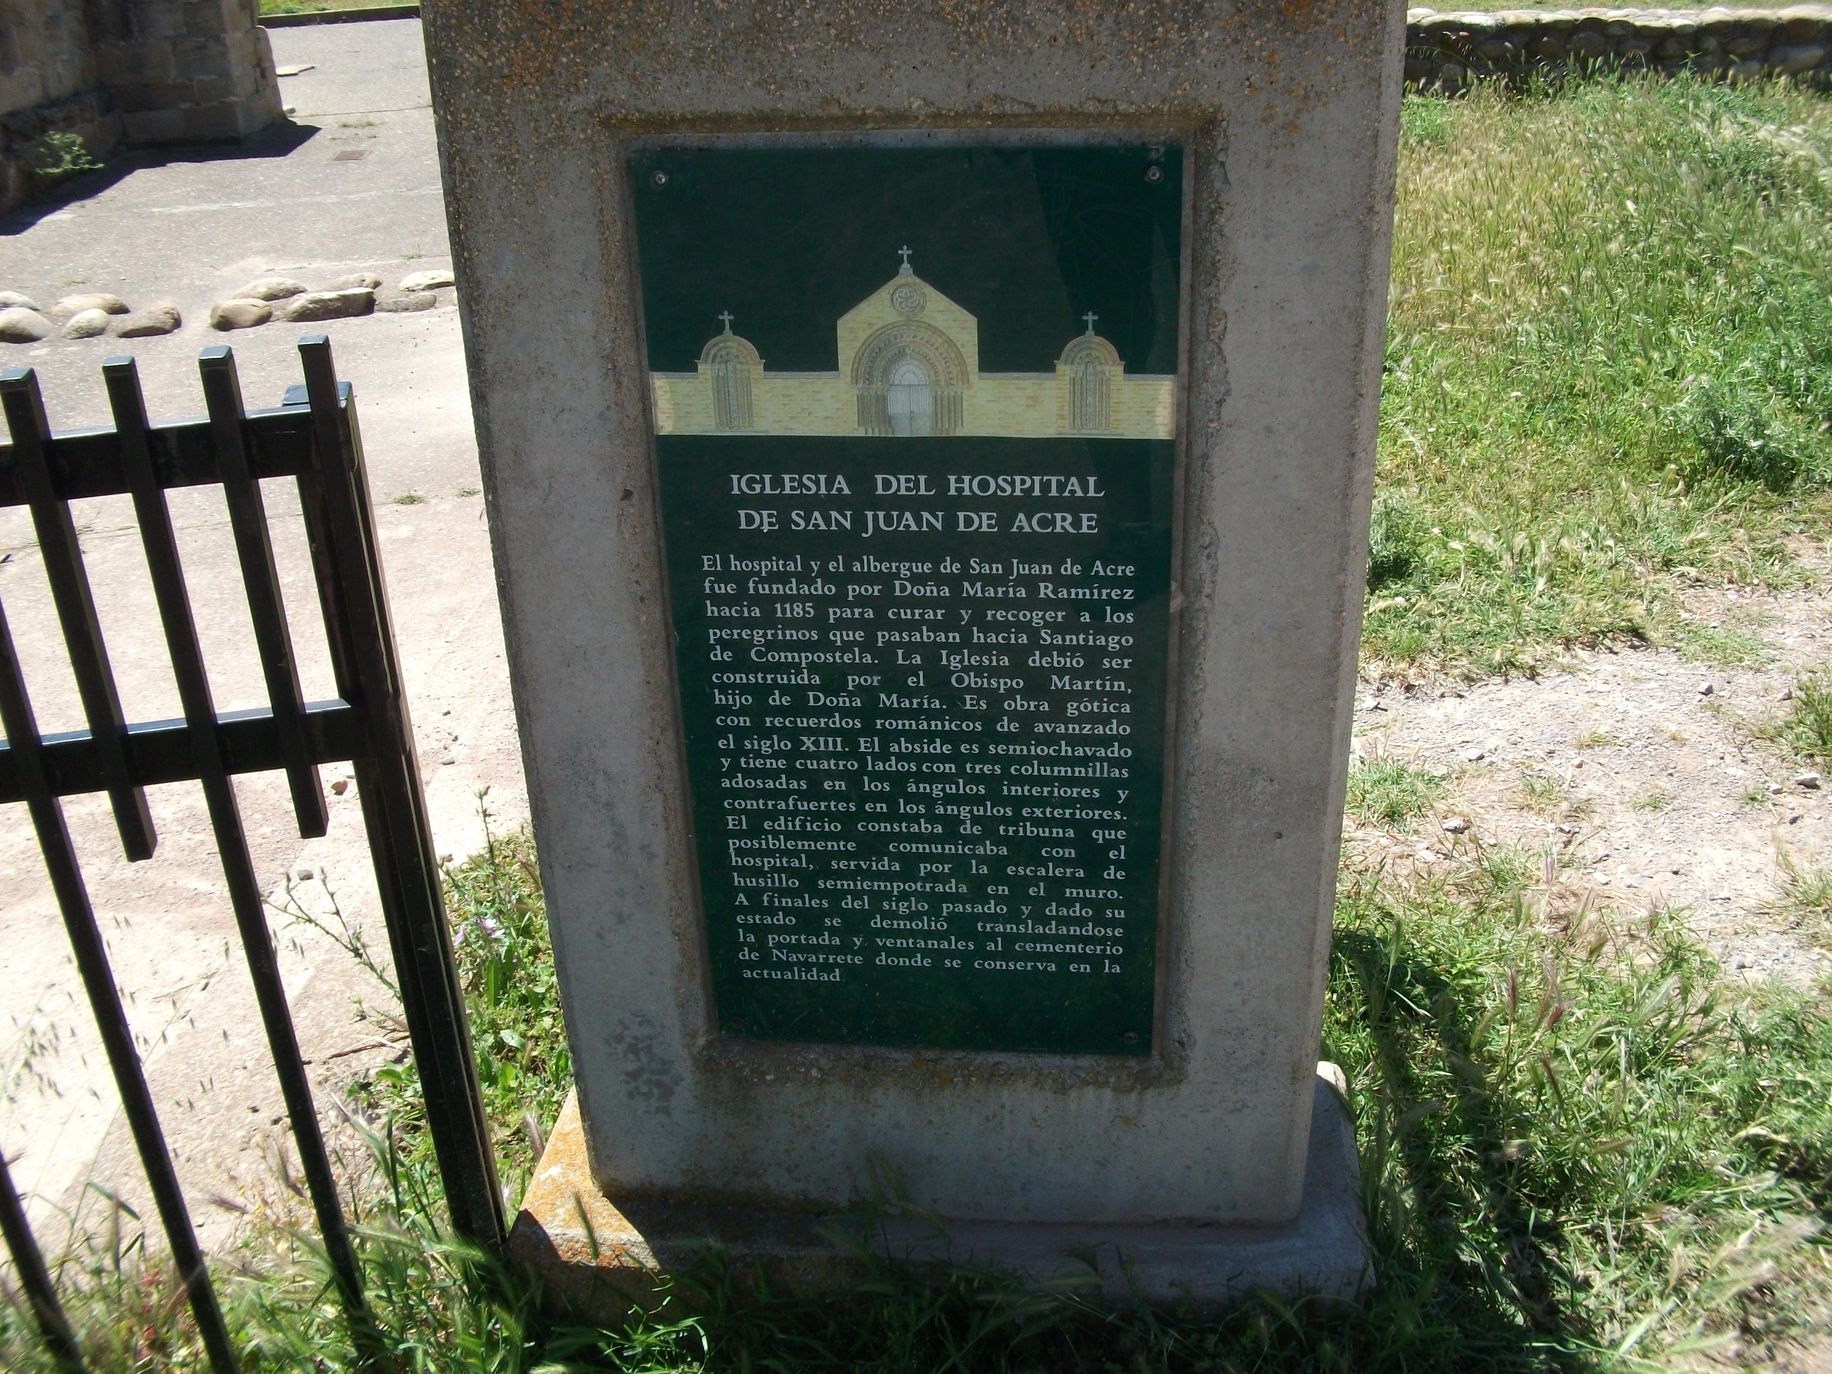 IGLESIA DEL HOSPITAL
DE SAN JUAN DE ACRE
El hospital y el albergue de San Juan de Acre
fue fundado por Doña María Ramírez
hacia 1185 para curar y recoger a los
peregrinos que pasaban hacia Santiago
de Compostela. La Iglesia debió ser
construida por el Obispo Martín,
hijo de Doña María. Es obra gótica
con recuerdos románicos de avanzado
el siglo XIII. El abside es semiochavado
y tiene cuatro lados con tres columnillas
adosadas en los ángulos interiores y
contrafuertes en los ángulos exteriores.
El edificio constaba de tribuna que
posiblemente comunicaba con el
hospital, servida por la escalera de
husillo semiempotrada en el muro.
A finales del siglo pasado y dado su
estado se demolió transladandose
la portada y ventanales al cementerio
de Navarrete donde se conserva en la
actualidad.